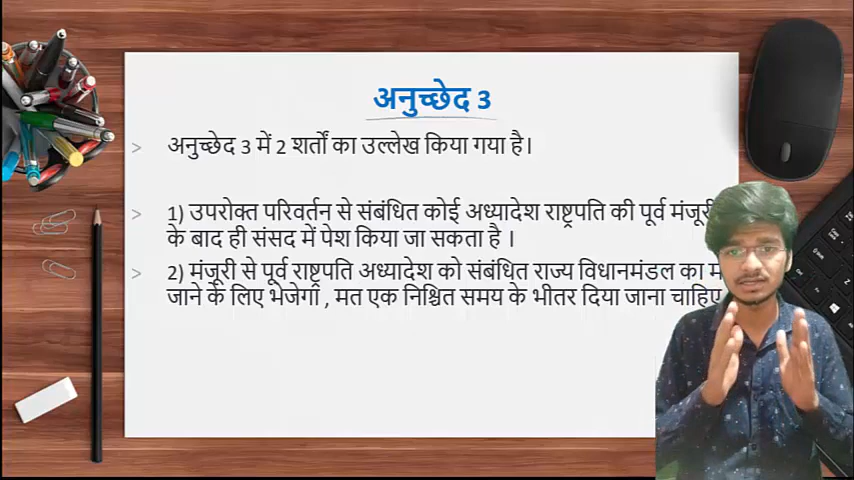 अनुच्छेद 3
अनुच्छेद 3 में 2 शर्तों का उल्लेख किया गया है।
1) उपरोक्त परिवर्तन से संबंधित कोई अध्यादेश राष्ट्रपति की पूर्व
के बाद ही संसद में पेश किया जा सकता है ।
2) मंजूरी से पूर्व राष्ट्रपति अध्यादेश को संबंधित राज्य विधानमंडल का
जाने के लिए भेजेगा , मत एक निश्चित समय के भीतर दिया जाना चाहिए